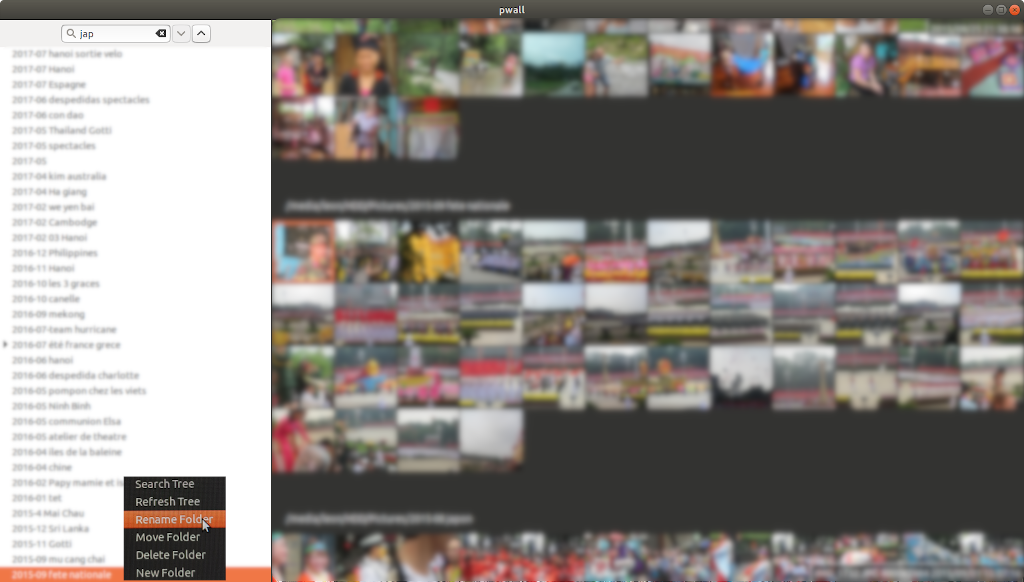 pwall
jap
2017-07 hanoi sortie velo
2017-07 Hanoi
2017-07 Espagne
2017-06 despedidas spectacles
2017-06 con dao
2017-05 Thailand Gotti
2017-05 spectacles
2017-05
2017-04 kim australia
2017-04 Ha giang
2017-02 we yen bai
2017-02 Cambodge
2017-02 03 Hanoi
2016-12 Philippines
2016-11 Hanoi
2016-10 les 3 graces
2016-10 canelle
2016-09 mekong
2016-07-team hurricane
2016-07 été france grece
2016-06 hanoi
2016-06 despedida charlotte
2016-05 pompon chez les viets
2016-05 Ninh Binh
2016-05 communion Elsa
2016-05 atelier de theatre
2016-04 iles de la baleine
2016-04 chine
2016-02 Papy mamie et
2016-01 tet
2015-4 Mai Chau
2015-12 Sri Lanka
2015-11 Gotti
2015-09 mu cang chai
2015-09 fete nationale
Search Tree
Refresh Tree
Rename Folder
Move Folder
Delete Folder
New Folder